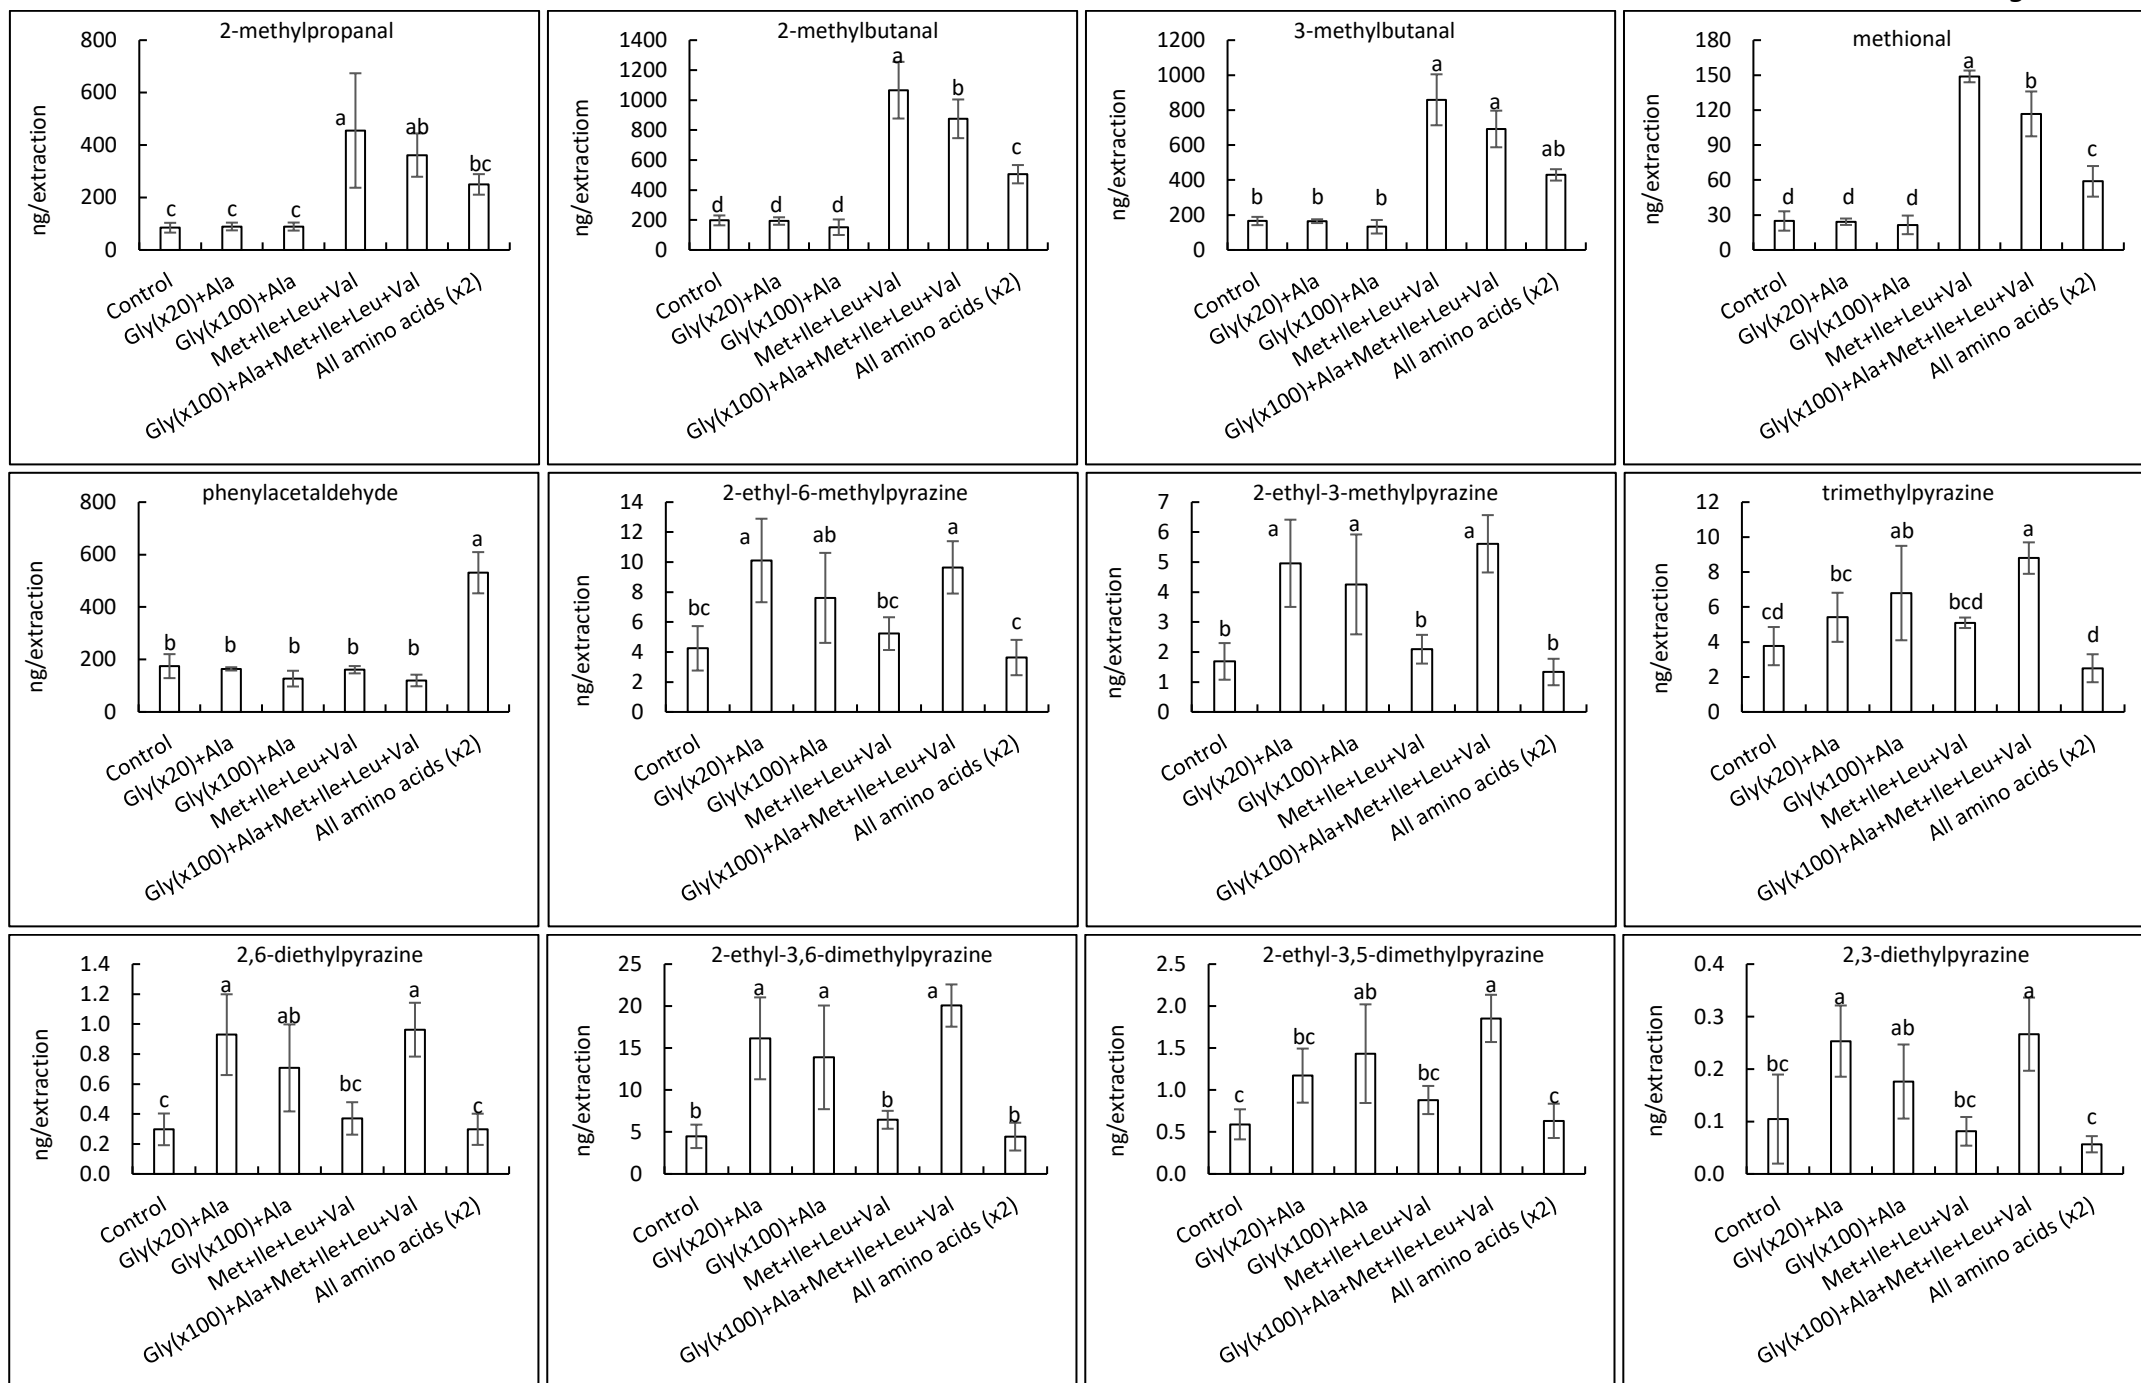 g
2-methylpropanal
800
600
400
200
0
ng/extraction
c
c
c
a
ab
bc
Control
Gly(x20)+Ala
Gly(x100)+Ala
Met+Ile+Leu+Val
Gly(x100)+Ala+Met+Ile+Leu+Val
All amino acids (x2)
2-methylbutanal
1400
1200
1000
800
600
400
200
0
ng/extractiom
d
d
d
a
b
c
Control
Gly(x20)+Ala
Gly(x100)+Ala
Met+Ile+Leu+Val
Gly(x100)+Ala+Met+Ile+Leu+Val
All amino acids (x2)
3-methylbutanal
1200
1000
800
600
400
200
0
ng/extraction
b
b
b
a
a
ab
Control
Gly(x20)+Ala
Gly(x100)+Ala
Met+Ile+Leu+Val
Gly(x100)+Ala+Met+Ile+Leu+Val
All amino acids (x2)
methional
180
150
120
90
60
30
0
ng/extraction
d
d
d
a
b
c
Control
Gly(x20)+Ala
Gly(x100)+Ala
Met+Ile+Leu+Val
Gly(x100)+Ala+Met+Ile+Leu+Val
All amino acids (x2)
phenylacetaldehyde
800
600
400
200
0
ng/extraction
b
b
b
b
b
a
Control
Gly(x20)+Ala
Gly(x100)+Ala
Met+Ile+Leu+Val
Gly(x100)+Ala+Met+Ile+Leu+Val
All amino acids (x2)
2-ethyl-6-methylpyrazine
14
12
10
8
6
4
2
0
ng/extraction
bc
a
ab
bc
a
c
Control
Gly(x20)+Ala
Gly(x100)+Ala
Met+Ile+Leu+Val
Gly(x100)+Ala+Met+Ile+Leu+Val
All amino acids (x2)
2-ethyl-3-methylpyrazine
7
6
5
4
3
2
1
0
ng/extraction
b
a
a
b
a
b
Control
Gly(x20)+Ala
Gly(x100)+Ala
Met+Ile+Leu+Val
Gly(x100)+Ala+Met+Ile+Leu+Val
All amino acids (x2)
trimethylpyrazine
12
10
8
6
4
2
0
ng/extraction
cd
bc
ab
bcd
a
d
Control
Gly(x20)+Ala
Gly(x100)+Ala
Met+Ile+Leu+Val
Gly(x100)+Ala+Met+Ile+Leu+Val
All amino acids (x2)
2,6-diethylpyrazine
1.4
1.2
1.0
0.8
0.6
0.4
0.2
0.0
ng/extraction
c
a
ab
bc
a
c
Control
Gly(x20)+Ala
Gly(x100)+Ala
Met+Ile+Leu+Val
Gly(x100)+Ala+Met+Ile+Leu+Val
All amino acids (x2)
2-ethyl-3,6-dimethylpyrazine
25
20
15
10
5
0
ng/extraction
b
a
a
b
a
b
Control
Gly(x20)+Ala
Gly(x100)+Ala
Met+Ile+Leu+Val
Gly(x100)+Ala+Met+Ile+Leu+Val
All amino acids (x2)
2-ethyl-3,5-dimethylpyrazine
2.5
2.0
1.5
1.0
0.5
0.0
ng/extraction
c
bc
ab
bc
a
c
Control
Gly(x20)+Ala
Gly(x100)+Ala
Met+Ile+Leu+Val
Gly(x100)+Ala+Met+Ile+Leu+Val
All amino acids (x2)
2,3-diethylpyrazine
0.4
0.3
0.2
0.1
0.0
ng/extraction
bc
a
ab
bc
a
c
Control
Gly(x20)+Ala
Gly(x100)+Ala
Met+Ile+Leu+Val
Gly(x100)+Ala+Met+Ile+Leu+Val
All amino acids (x2)